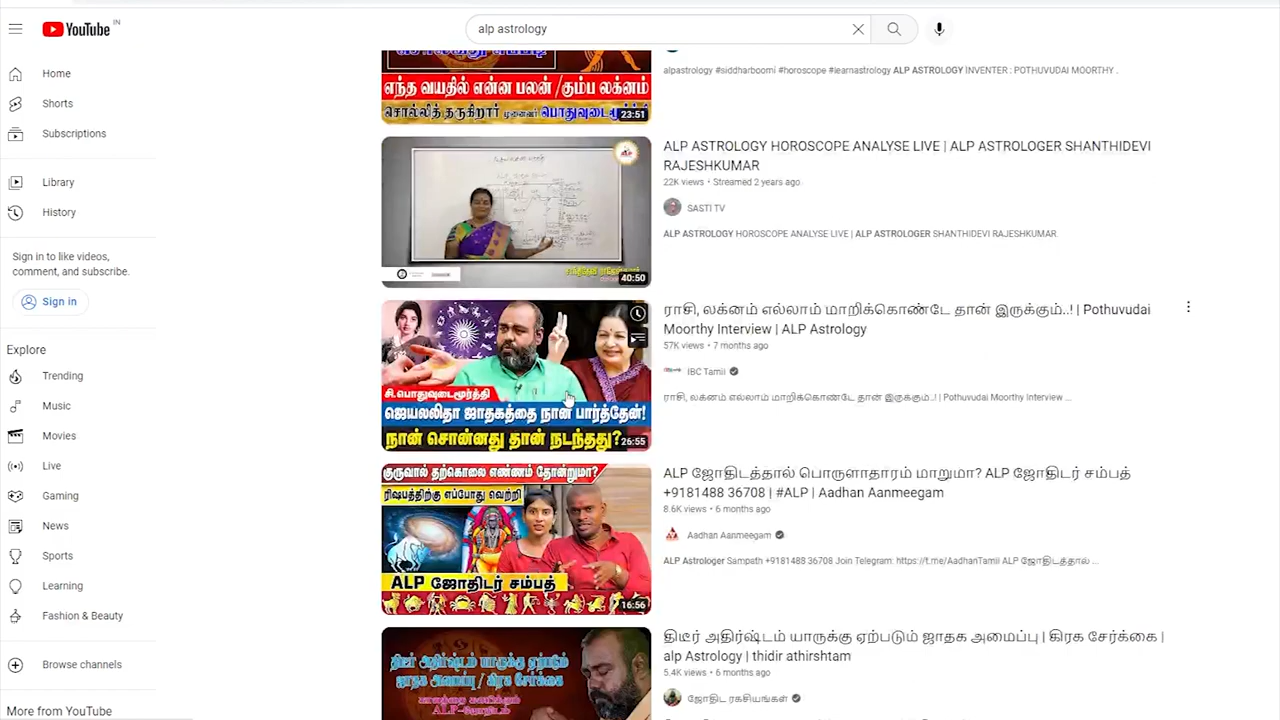 YouTube IN
alp astrology
Home
Shorts
Subscriptions
Library
History
Sign in to like videos,
comment, and subscribe.
Sign in
Explore
Trending
Music
Movies
Live
Gaming
News
Sports
Learning
Fashion & Beauty
Browse channels
More from YouTube
எந்த வயதில் என்ன பலன் /கும்ப லக்னம்
சொல்லித் தருகிறார் முனைவர் பொதுவுடைமூர்த்தி
23:51
alpastrology #siddharboomi #horoscope #learnastrology ALP ASTROLOGY INVENTER : POTHUVUDAI MOORTHY .
40:50
ALP ASTROLOGY HOROSCOPE ANALYSE LIVE | ALP ASTROLOGER SHANTHIDEVI
RAJESHKUMAR
22K views • Streamed 2 years ago
SASTI TV
ALP ASTROLOGY HOROSCOPE ANALYSE LIVE | ALP ASTROLOGER SHANTHIDEVI RAJESHKUMAR
சி.பொதுவுடைமூர்த்தி
ஜெயலலிதா ஜாதகத்தை நான் பார்த்தேன்!
நான் சொன்னது தான் நடந்தது?
26:55
ராசி, லக்னம் எல்லாம் மாறிக்கொண்டே தான் இருக்கும்..! | Pothuvudai
Moorthy Interview | ALP Astrology
57K views • 7 months ago
IBC Tamil
ராசி, லக்னம் எல்லாம் மாறிக்கொண்டே தான் இருக்கும்..! | Pothuvudai Moorthy Interview ...
குருவால் தற்கொலை எண்ணம் தோன்றுமா?
ரிஷபத்திற்கு எப்போது வெற்றி
ALP ஜோதிடர் சம்பத்
16:56
ALP ஜோதிடத்தால் பொருளாதாரம் மாறுமா? ALP ஜோதிடர் சம்பத்
+9181488 36708 | #ALP | Aadhan Aanmeegam
8.6K views • 6 months ago
Aadhan Aanmeegam
ALP Astrologer Sampath +9181488 36708 Join Telegram: https://t.me/AadhanTamil ALP ஜோதிடத்தால் ...
திடீர் அதிர்ஷ்டம் யாருக்கு ஏற்படும்
ஜாதக அமைப்பு / கிரக சேர்க்கை
ALP-ஜோதிடம்
திடீர் அதிர்ஷ்டம் யாருக்கு ஏற்படும் ஜாதக அமைப்பு | கிரக சேர்க்கை |
alp Astrology | thidir athirshtam
5.4K views • 6 months ago
ஜோதிட ரகசியங்கள்